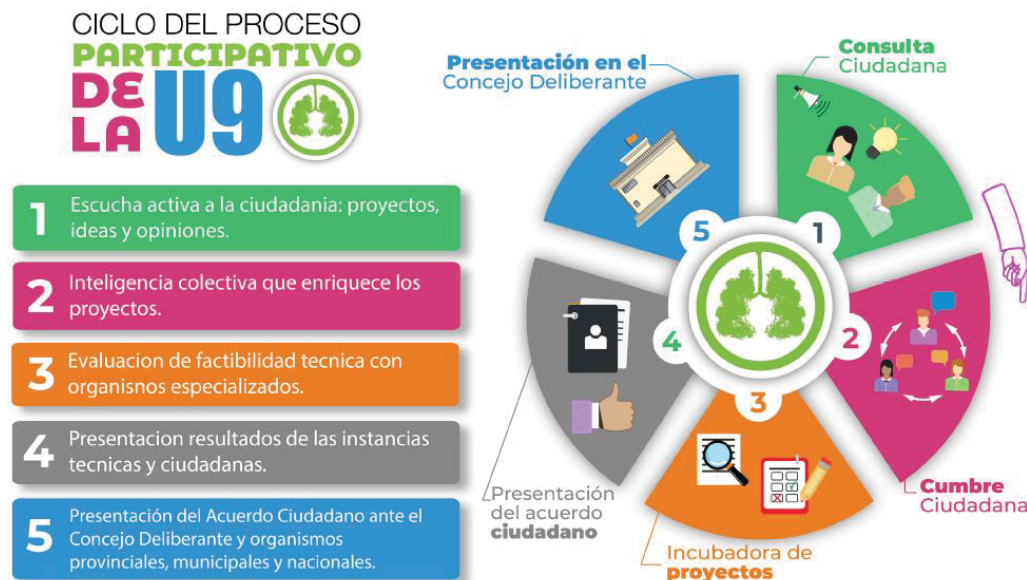 CICLO DEL PROCESO
PARTICIPATIVO
DE
LA U9
1
Escucha activa a la ciudadania: proyectos,
ideas y opiniones.
2
Inteligencia colectiva que enriquece los
proyectos.
3
Evaluacion de factibilidad tecnica con
organisnos especializados.
4
Presentacion resultados de las instancias
tecnicas y ciudadanas.
5
Presentación del Acuerdo Ciudadano ante el
Concejo Deliberante y organismos
provinciales, municipales y nacionales.
Presentación en el
Concejo Deliberante
Consulta
Ciudadana
5
1
4
2
3
Presentación
del acuerdo
ciudadano
Incubadora de
proyectos
Cumbre
Ciudadana